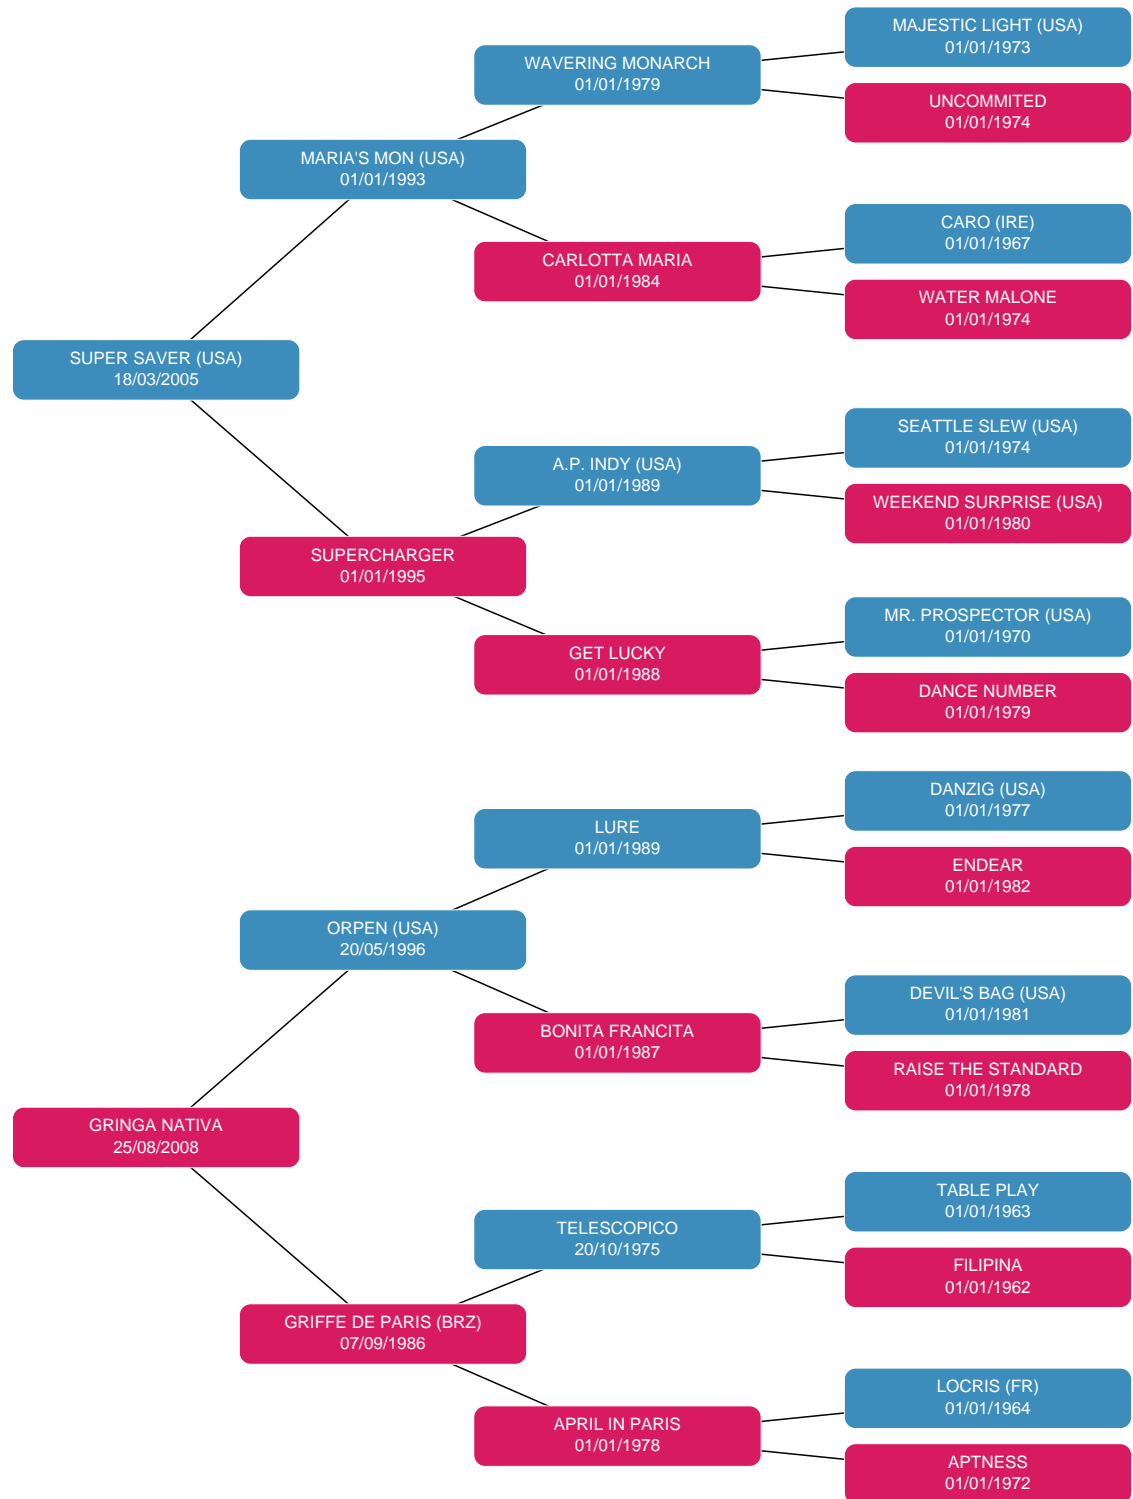 MAJESTIC LIGHT (USA)
01/01/1973
WAVERING MONARCH
01/01/1979
UNCOMMITED
01/01/1974
MARIA'S MON (USA)
01/01/1993
CARO (IRE)
01/01/1967
CARLOTTA MARIA
01/01/1984
WATER MALONE
01/01/1974
SUPER SAVER (USA)
18/03/2005
SEATTLE SLEW (USA)
01/01/1974
A.P. INDY (USA)
01/01/1989
WEEKEND SURPRISE (USA)
01/01/1980
SUPERCHARGER
01/01/1995
MR. PROSPECTOR (USA)
01/01/1970
GET LUCKY
01/01/1988
DANCE NUMBER
01/01/1979
DANZIG (USA)
01/01/1977
LURE
01/01/1989
ENDEAR
01/01/1982
ORPEN (USA)
20/05/1996
DEVIL'S BAG (USA)
01/01/1981
BONITA FRANCITA
01/01/1987
RAISE THE STANDARD
01/01/1978
GRINGA NATIVA
25/08/2008
TABLE PLAY
01/01/1963
TELESCOPICO
20/10/1975
FILIPINA
01/01/1962
GRIFFE DE PARIS (BRZ)
07/09/1986
LOCRIS (FR)
01/01/1964
APRIL IN PARIS
01/01/1978
APTNESS
01/01/1972